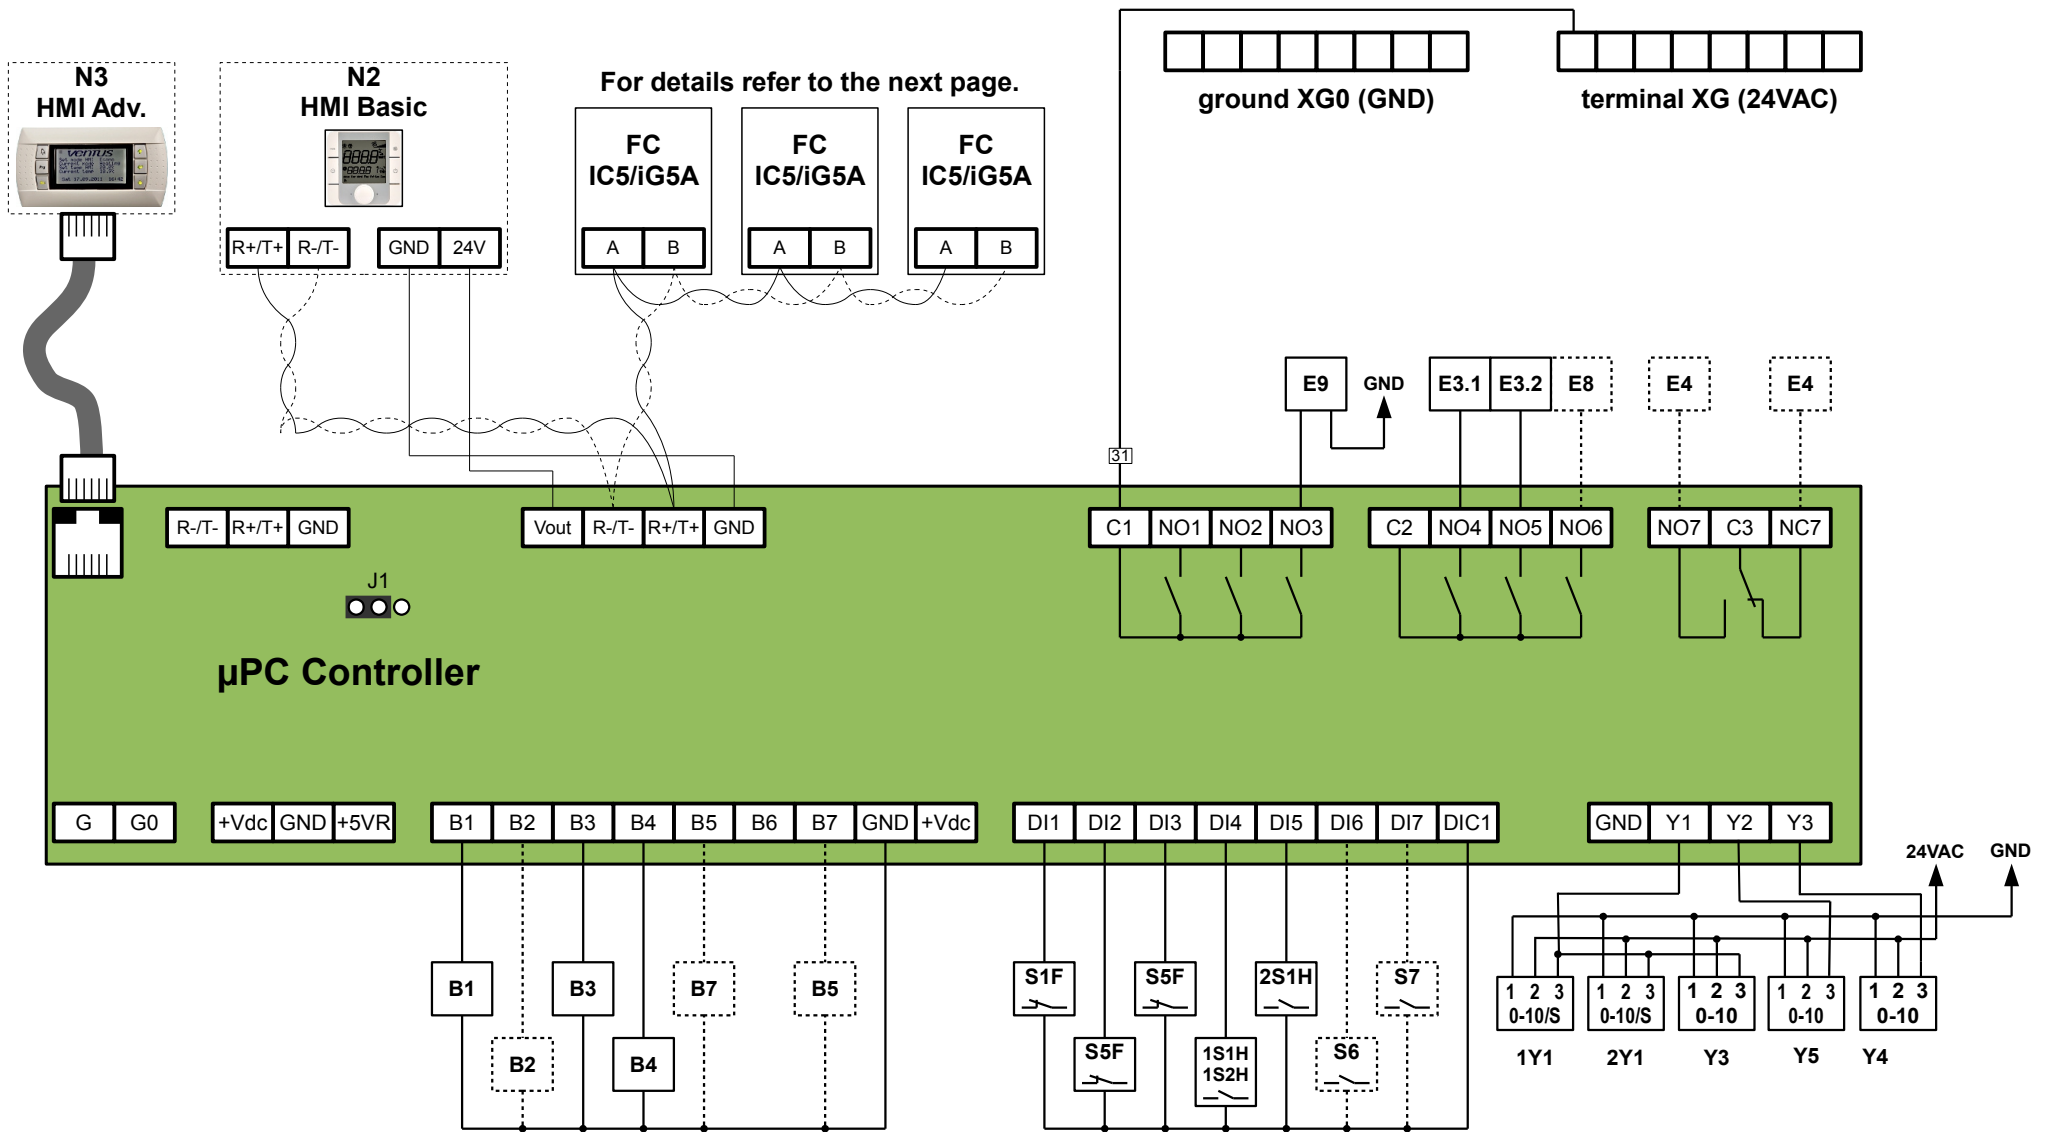 N3
HMI Adv.
ventus
N2
HMI Basic
For details refer to the next page.
FC
IC5/iG5A
FC
IC5/iG5A
FC
IC5/iG5A
ground XG0 (GND)
terminal XG (24VAC)
R+/T+ R-/T- GND 24V
A B A B A B
E9 GND E3.1 E3.2 E8 E4 E4
31
R-/T- R+/T+ GND
Vout R-/T- R+/T+ GND
C1 NO1 NO2 NO3
C2 NO4 NO5 NO6
NO7 C3 NC7
J1
µPC Controller
G G0
+Vdc GND +5VR
B1 B2 B3 B4 B5 B6 B7 GND +Vdc
DI1 DI2 DI3 DI4 DI5 DI6 DI7 DIC1
GND Y1 Y2 Y3
24VAC GND
B1 B3 B7 B5
B2 B4
S1F S5F 2S1H S7
S5F
1S1H
1S2H
S6
1 2 3
0-10/S
1Y1
1 2 3
0-10/S
2Y1
1 2 3
0-10
Y3
1 2 3
0-10
Y5
1 2 3
0-10
Y4